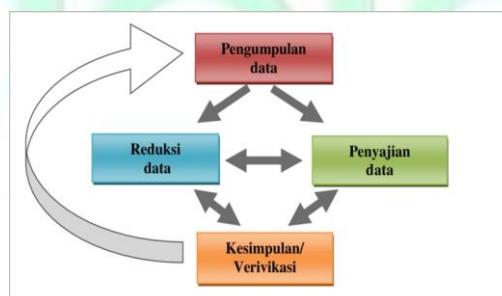 Pengumpulan
data
Reduksi
data
Penyajian
data
Kesimpulan/
Verivikasi